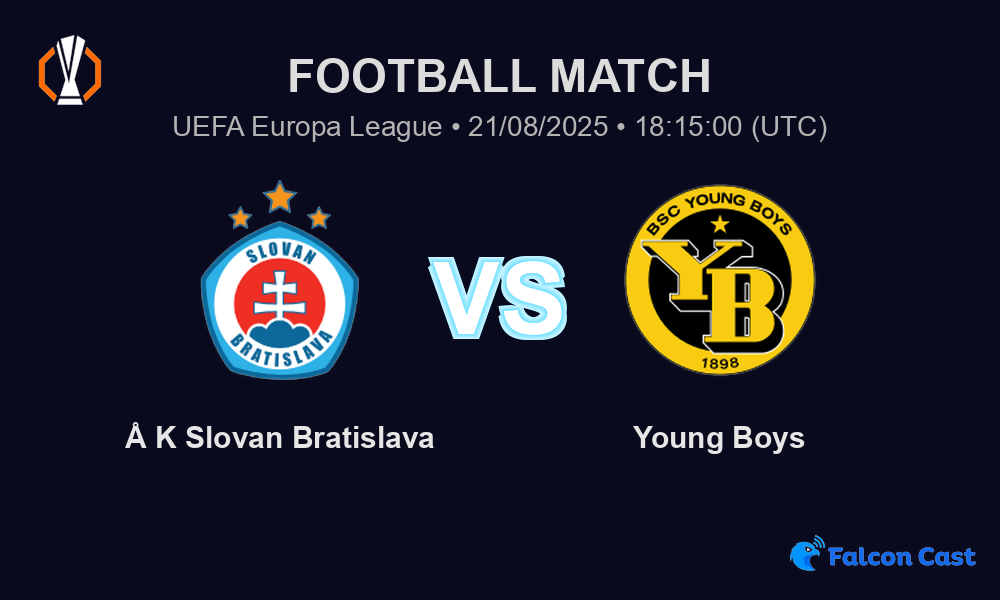 FOOTBALL MATCH
UEFA Europa League • 21/08/2025 • 18:15:00 (UTC)
SLOVAN
BRATISLAVA
VS
BSC YOUNG BOYS
YB
1898
Å K Slovan Bratislava
Young Boys
Falcon Cast